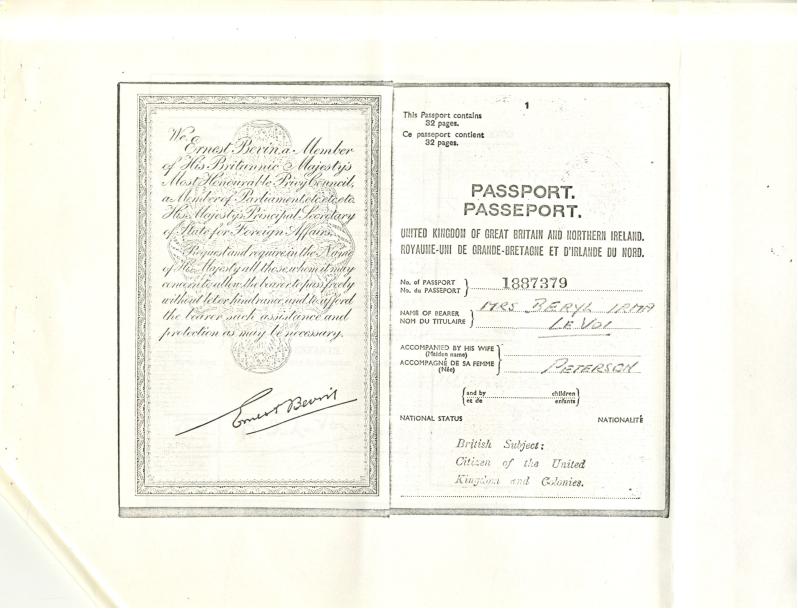 We
Ernest Bevin, a Member
of His Britannic Majesty's
Most Honourable Privy Council,
a Member of Parliament, etc, etc, etc.
His Majesty's Principal Secretary
of State for Foreign Affairs,
Request and require in the Name
of His Majesty all those whom it may
concern to allow the bearer to pass freely
without let or hindrance, and to afford
the bearer such assistance and
protection as may be necessary.
Ernest Bevin
1
This Passport contains
32 pages.
Ce passeport contient
32 pages.
PASSPORT.
PASSEPORT.
UNITED KINGDOM OF GREAT BRITAIN AND NORTHERN IRELAND.
ROYAUME-UNI DE GRANDE-BRETAGNE ET D'IRLANDE DU NORD.
No. of PASSPORT
No. du PASSEPORT
1887379
NAME OF BEARER
NOM DU TITULAIRE
MRS BERYL IRMA
LE VOI
ACCOMPANIED BY HIS WIFE
(Maiden name)
ACCOMPAGNÉ DE SA FEMME
(Née)
PETERSON
and by children
et de enfants
NATIONAL STATUS NATIONALITÉ
British Subject:
Citizen of the United
Kingdom and Colonies.